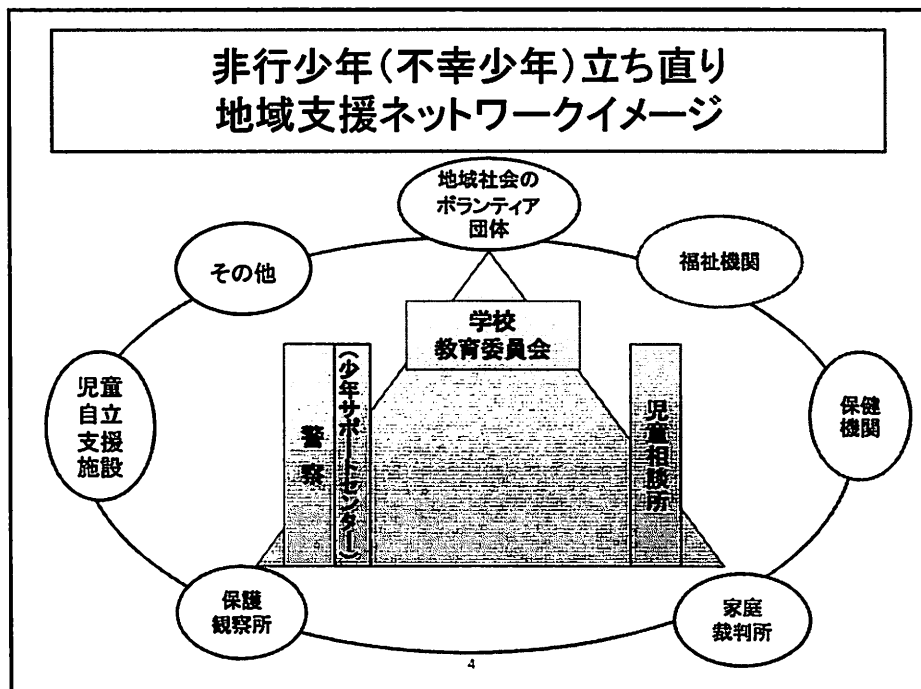 非行少年(不幸少年)立ち直り
地域支援ネットワークイメージ
地域社会の
ボランティア
団体
その他
福祉機関
学校
教育委員会
児童
自立
支援
施設
警察
(少年サポートセンター)
児童相談所
保健
機関
保護
観察所
家庭
裁判所
4